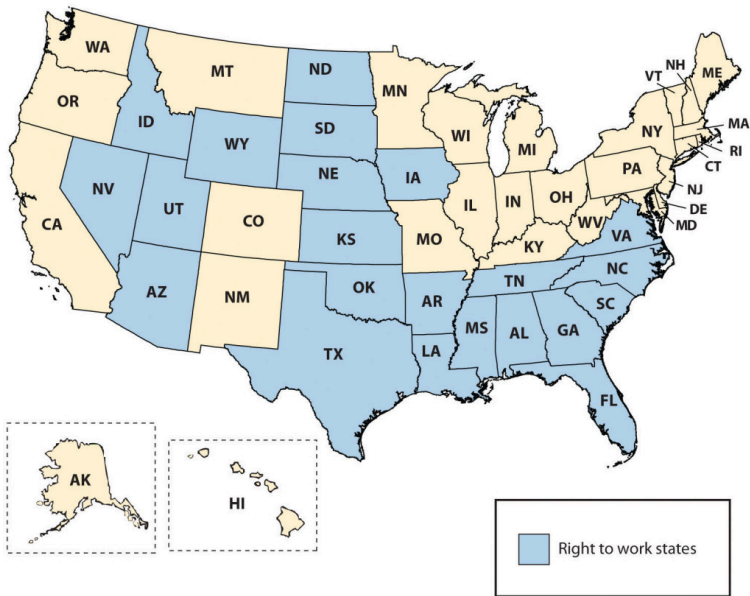 WA
MT
ND
MN
OR
ID
WY
SD
WI
MI
NY
VT
NH
ME
MA
RI
CT
NJ
DE
MD
PA
NV
UT
CO
NE
IA
IL
IN
OH
WV
VA
CA
KS
MO
KY
AZ
NM
OK
AR
TN
NC
SC
TX
LA
MS
AL
GA
FL
AK
HI
Right to work states